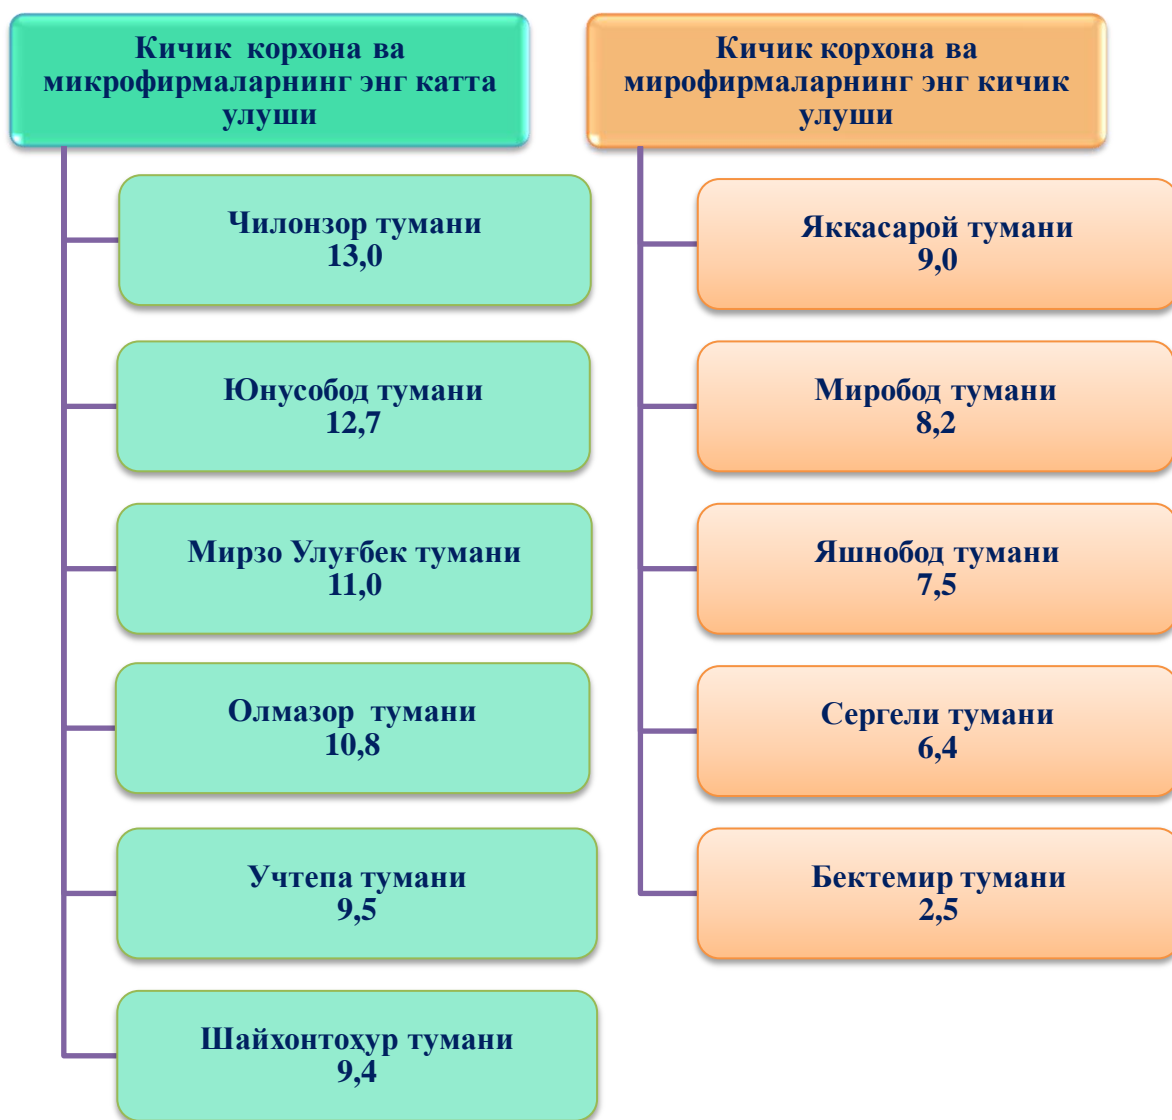 Кичик корхона ва
микрофирмаларнинг энг катта
улуши
Чилонзор тумани
13,0
Юнусобод тумани
12,7
Мирзо Улуғбек тумани
11,0
Олмазор тумани
10,8
Учтепа тумани
9,5
Шайхонтоҳур тумани
9,4
Кичик корхона ва
мирофирмаларнинг энг кичик
улуши
Яккасарой тумани
9,0
Миробод тумани
8,2
Яшнобод тумани
7,5
Сергели тумани
6,4
Бектемир тумани
2,5